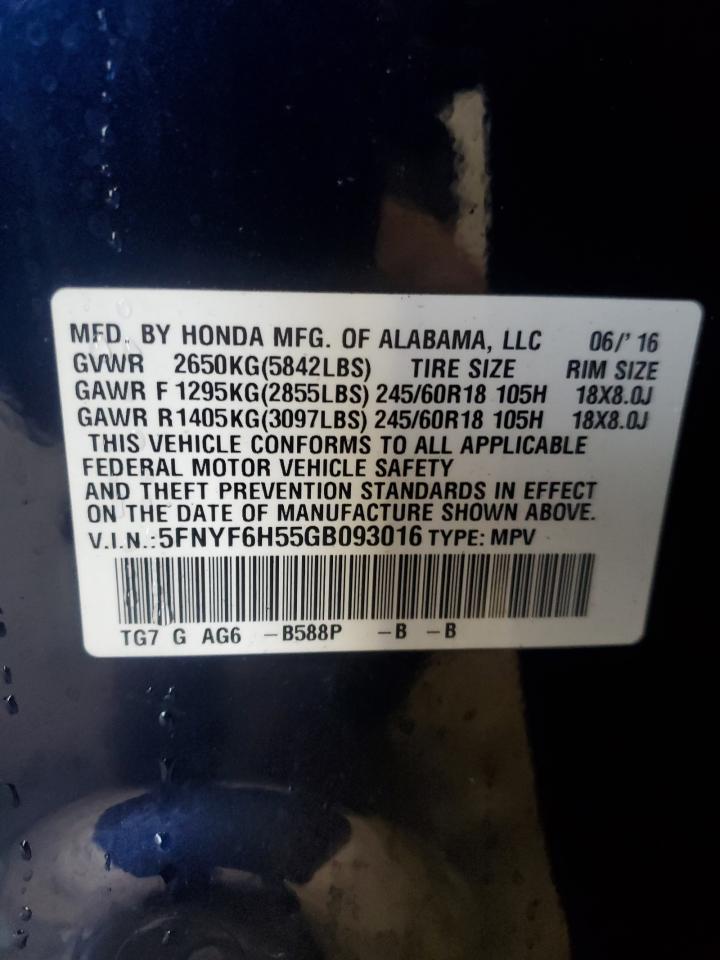 MFD. BY HONDA MFG. OF ALABAMA, LLC 06/' 16
GVWR 2650KG(5842LBS) TIRE SIZE RIM SIZE
GAWR F 1295KG(2855LBS) 245/60R18 105H 18X8.0J
GAWR R 1405KG(3097LBS) 245/60R18 105H 18X8.0J
THIS VEHICLE CONFORMS TO ALL APPLICABLE
FEDERAL MOTOR VEHICLE SAFETY
AND THEFT PREVENTION STANDARDS IN EFFECT
ON THE DATE OF MANUFACTURE SHOWN ABOVE.
V.I.N.:5FNYF6H55GB093016 TYPE: MPV
TG7 G AG6 -B588P -B -B